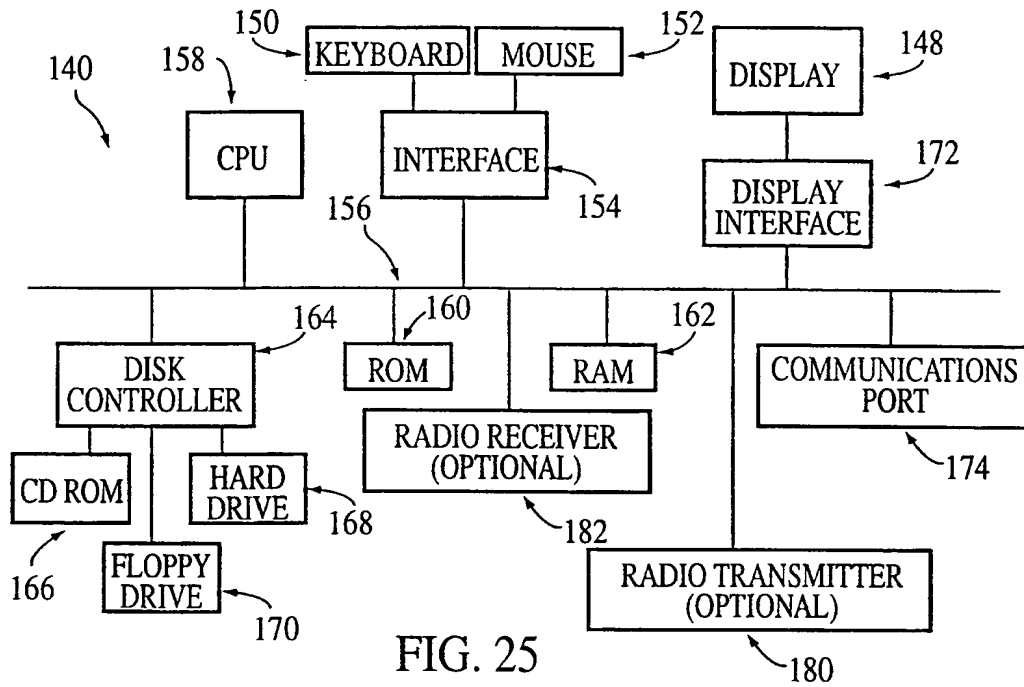 150
KEYBOARD
MOUSE
152
158
140
DISPLAY
148
CPU
INTERFACE
154
172
DISPLAY
INTERFACE
156
164
160
162
DISK
CONTROLLER
ROM
RAM
COMMUNICATIONS
PORT
174
RADIO RECEIVER
(OPTIONAL)
182
CD ROM
166
HARD
DRIVE
168
FLOPPY
DRIVE
170
RADIO TRANSMITTER
(OPTIONAL)
180
FIG. 25